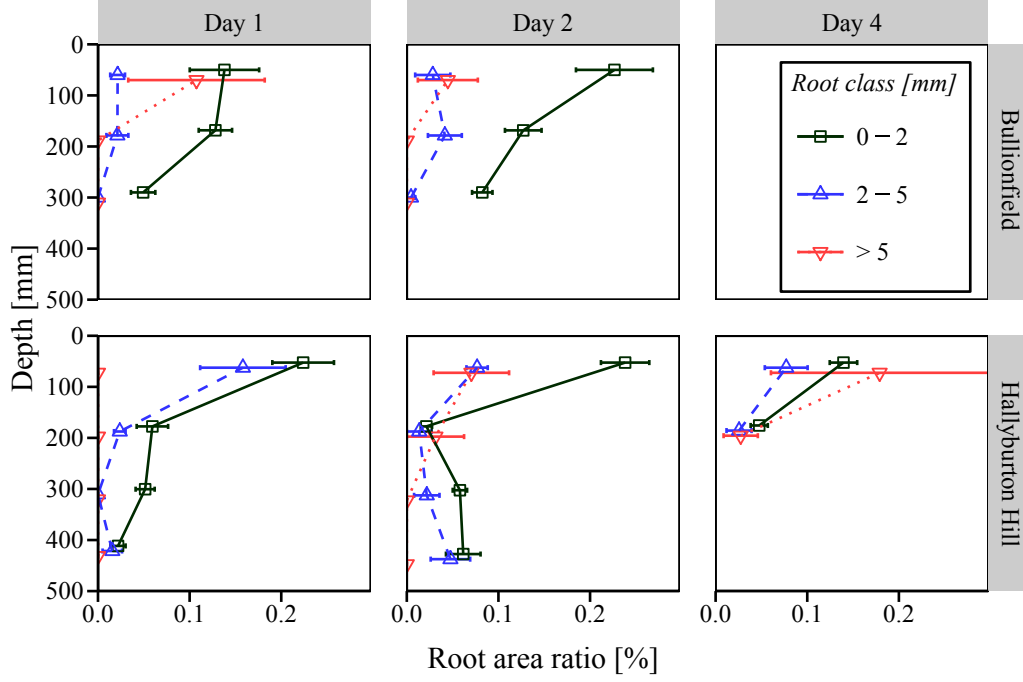 Day 1
Day 2
Day 4
0
100
200
300
400
500
Root class [mm]
0 – 2
2 – 5
> 5
Bullionfield
Depth [mm]
0
100
200
300
400
500
Hallyburton Hill
0.0
0.1
0.2
0.0
0.1
0.2
0.0
0.1
0.2
Root area ratio [%]